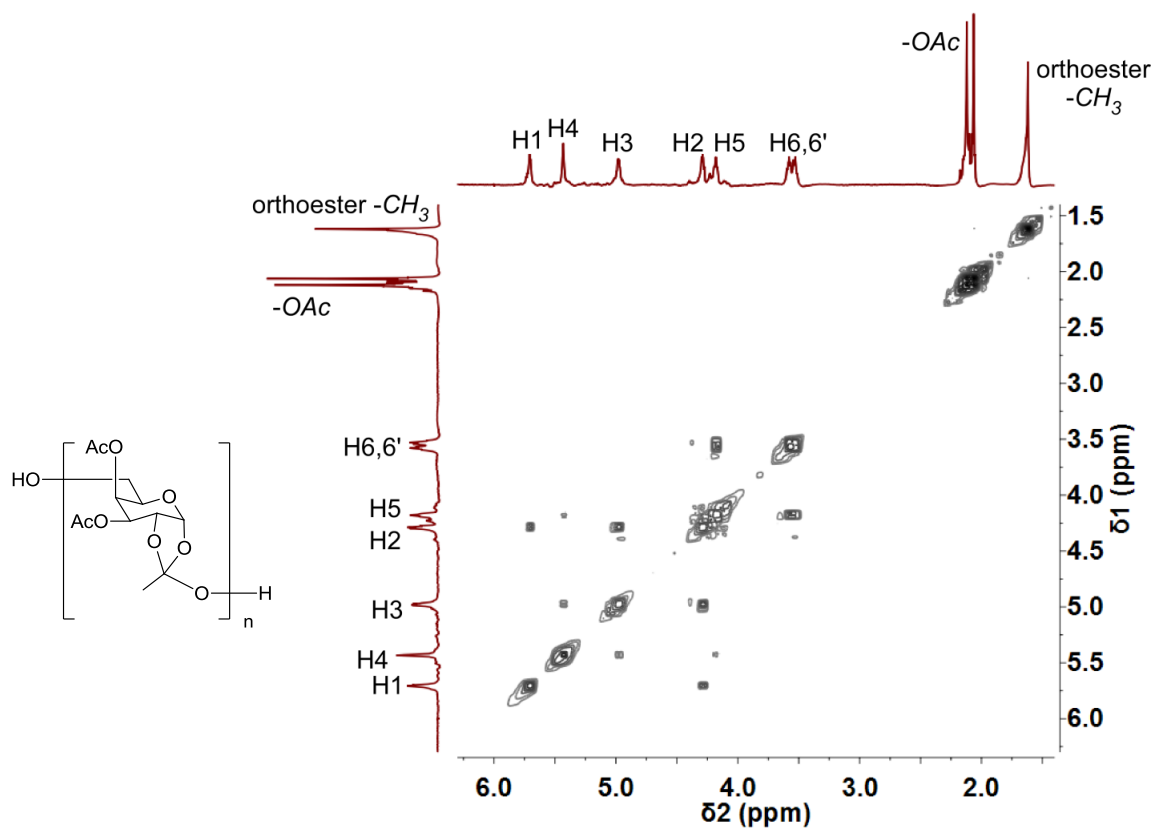 -OAc
orthoester
-CH3
H1
H4
H3
H2
H5
H6,6'
orthoester -CH3
-OAc
H6,6'
H5
H2
H3
H4
H1
1.5
2.0
2.5
3.0
3.5
4.0
4.5
5.0
5.5
6.0
δ1 (ppm)
6.0 5.0 4.0 3.0 2.0
δ2 (ppm)
AcO
HO
O
AcO
O
O
O
H
n